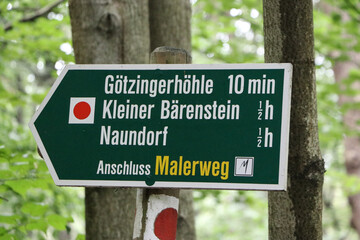 Götzingerhöhle 10 min
Kleiner Bärenstein ½ h
Naundorf ½ h
Anschluss Malerweg M